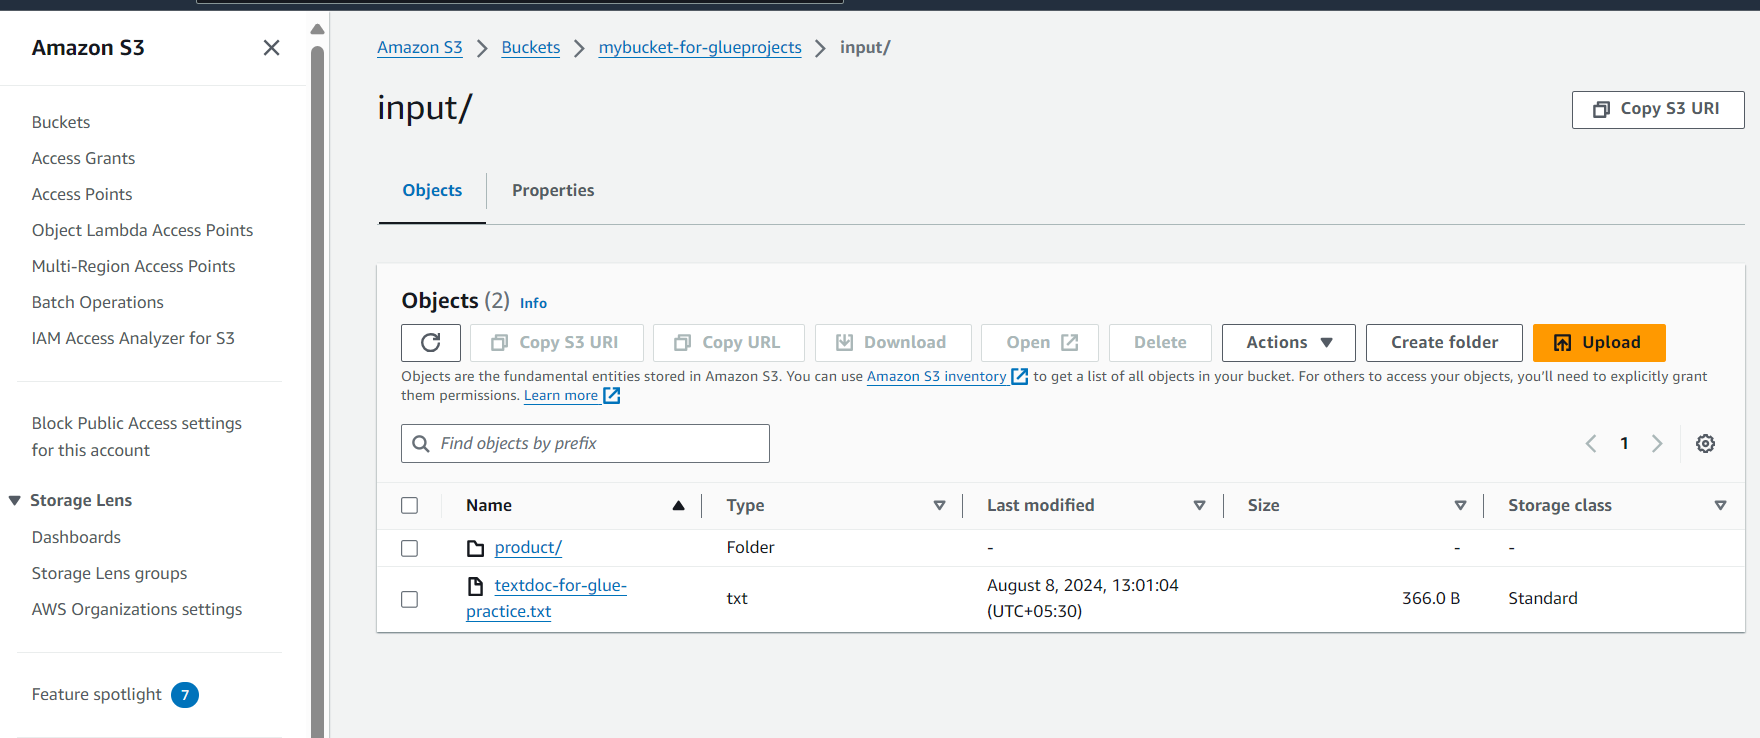 Amazon S3
Buckets
Access Grants
Access Points
Object Lambda Access Points
Multi-Region Access Points
Batch Operations
IAM Access Analyzer for S3
Block Public Access settings
for this account
Storage Lens
Dashboards
Storage Lens groups
AWS Organizations settings
Feature spotlight 7
Amazon S3 Buckets mybucket-for-glueprojects input/
input/
Copy S3 URI
Objects Properties
Objects (2) Info
Copy S3 URI Copy URL Download Open Delete Actions Create folder Upload
Objects are the fundamental entities stored in Amazon S3. You can use Amazon S3 inventory to get a list of all objects in your bucket. For others to access your objects, you’ll need to explicitly grant
them permissions. Learn more
Find objects by prefix
1
Name Type Last modified Size Storage class
product/ Folder - - -
textdoc-for-glue-
practice.txt
txt
August 8, 2024, 13:01:04
(UTC+05:30)
366.0 B
Standard